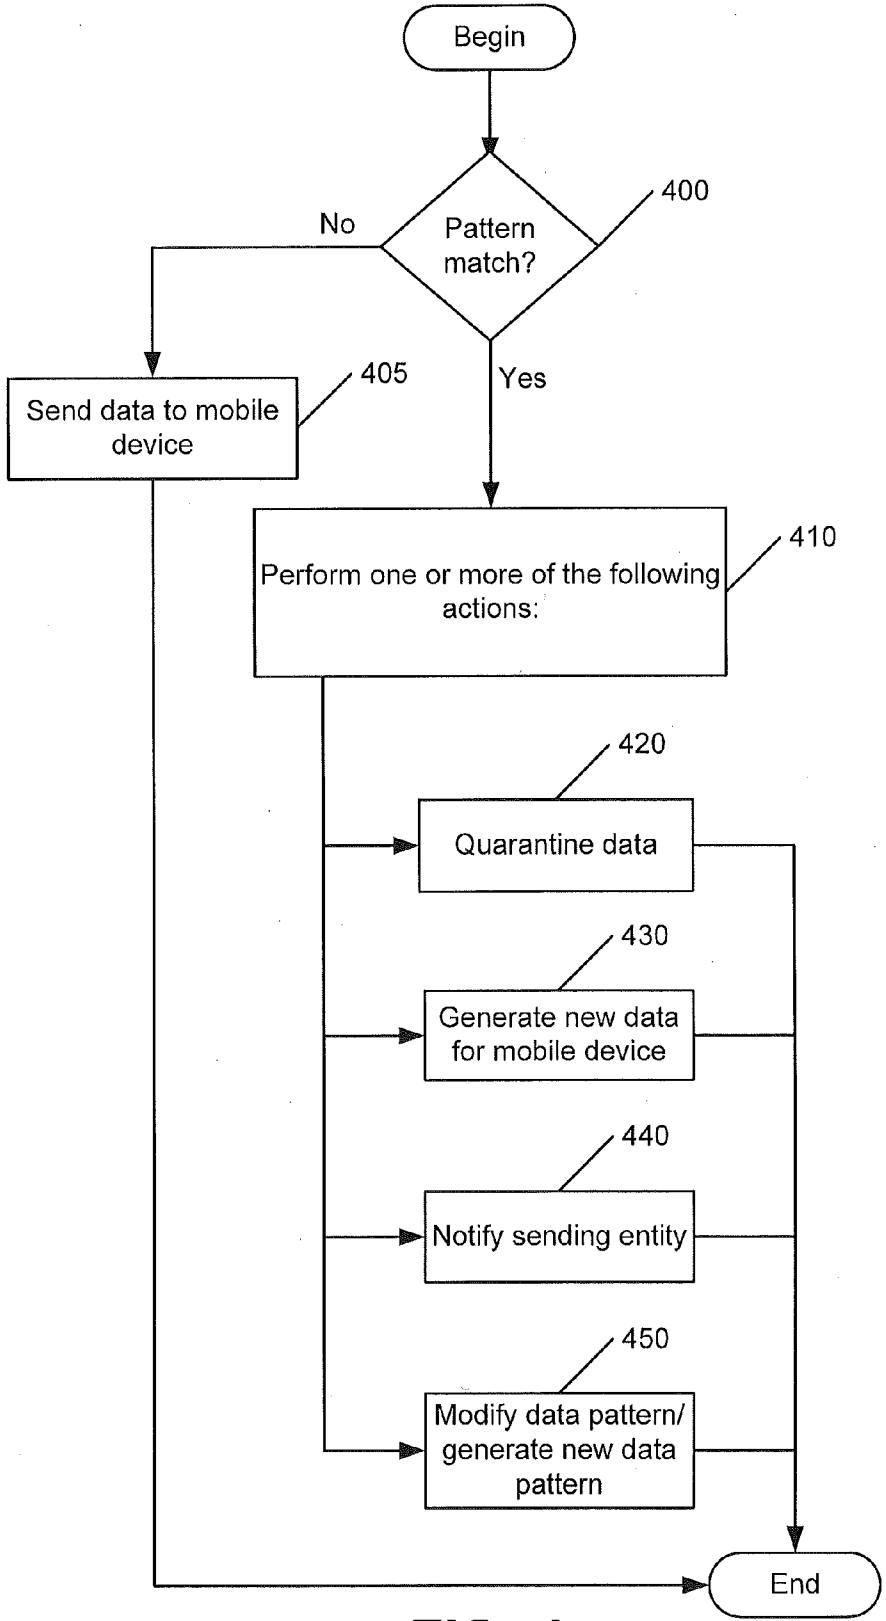 Begin
400
Pattern
match?
No
Yes
405
Send data to mobile
device
410
Perform one or more of the following
actions:
420
Quarantine data
430
Generate new data
for mobile device
440
Notify sending entity
450
Modify data pattern/
generate new data
pattern
End